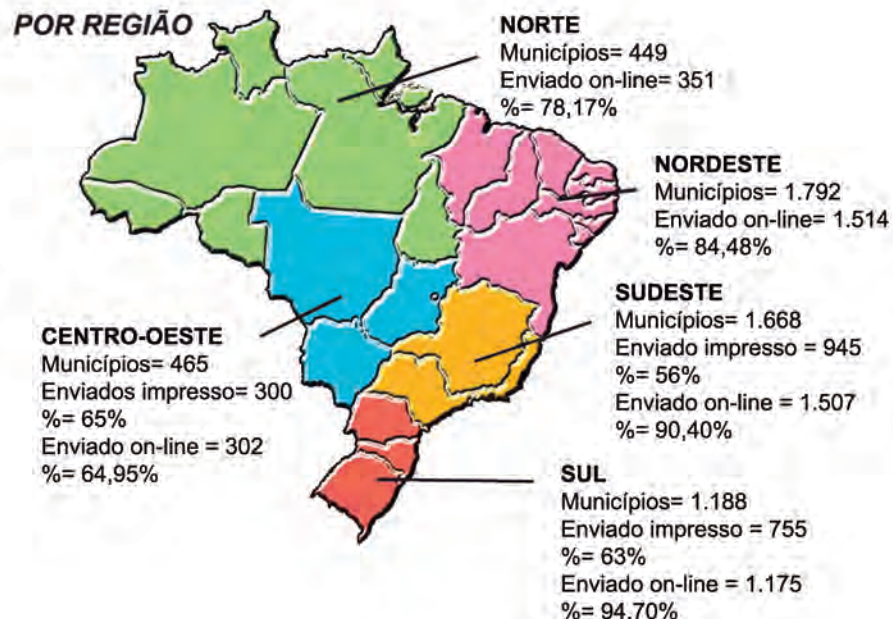 POR REGIÃO
NORTE
Municípios= 449
Enviado on-line= 351
%= 78,17%
NORDESTE
Municípios= 1.792
Enviado on-line= 1.514
%= 84,48%
SUDESTE
Municípios= 1.668
Enviado impresso = 945
%= 56%
Enviado on-line = 1.507
%= 90,40%
CENTRO-OESTE
Municípios= 465
Enviados impresso= 300
%= 65%
Enviado on-line = 302
%= 64,95%
SUL
Municípios= 1.188
Enviado impresso = 755
%= 63%
Enviado on-line = 1.175
%= 94,70%